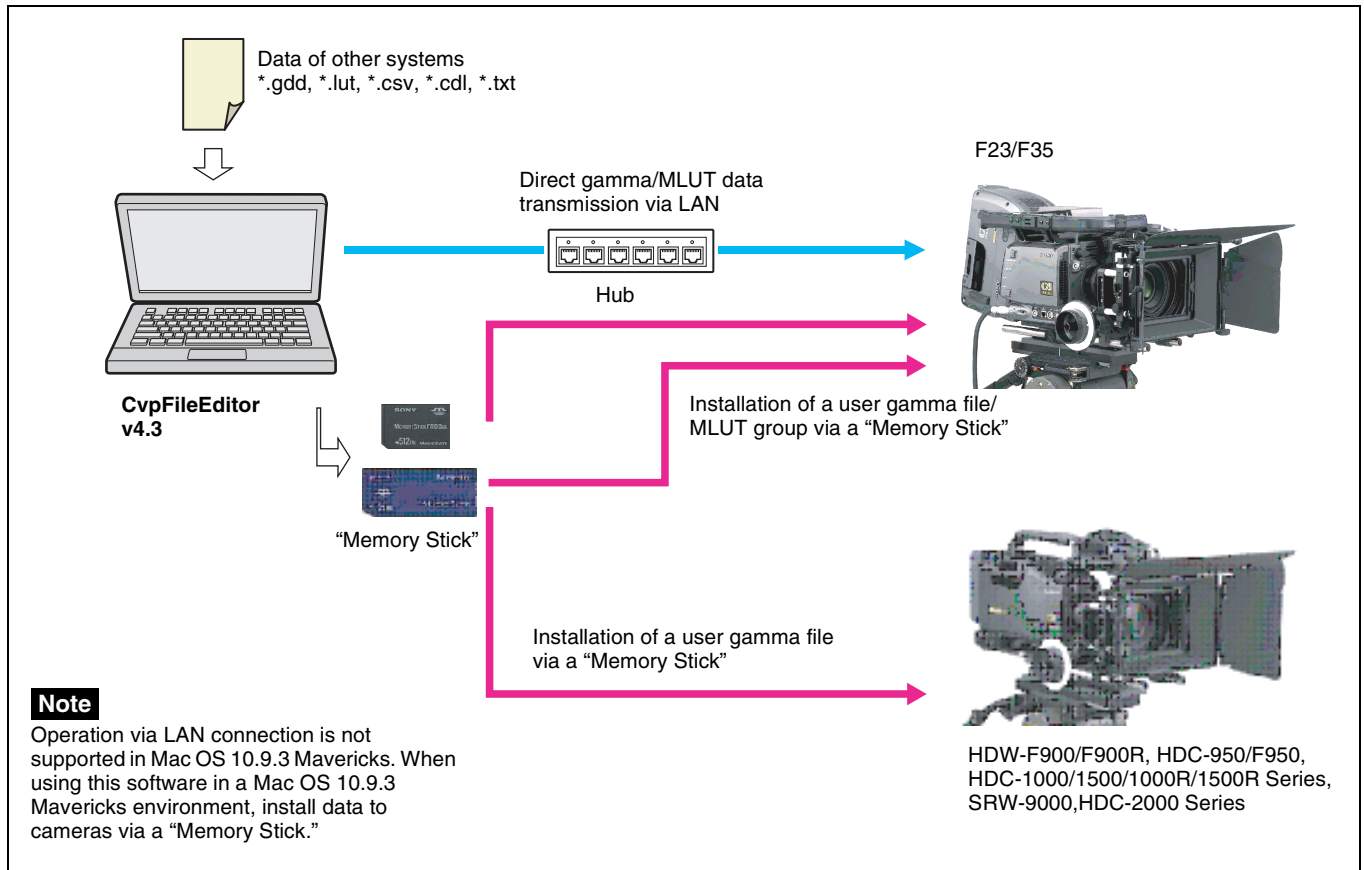 Data of other systems
*.gdd, *.lut, *.csv, *.cdl, *.txt
F23/F35
Direct gamma/MLUT data
transmission via LAN
Hub
CvpFileEditor
v4.3
SONY
Installation of a user gamma file/
MLUT group via a “Memory Stick”
“Memory Stick”
Installation of a user gamma file
via a “Memory Stick”
Note
Operation via LAN connection is not
supported in Mac OS 10.9.3 Mavericks. When
using this software in a Mac OS 10.9.3
Mavericks environment, install data to
cameras via a “Memory Stick.”
HDW-F900/F900R, HDC-950/F950,
HDC-1000/1500/1000R/1500R Series,
SRW-9000,HDC-2000 Series